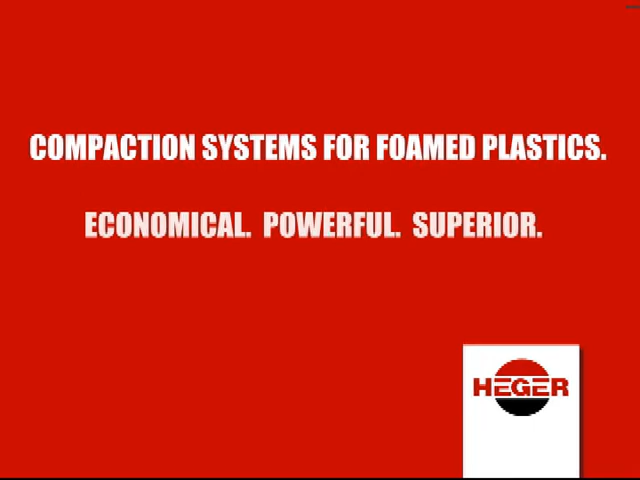 COMPACTION SYSTEMS FOR FOAMED PLASTICS.
ECONOMICAL. POWERFUL. SUPERIOR.
HEGER